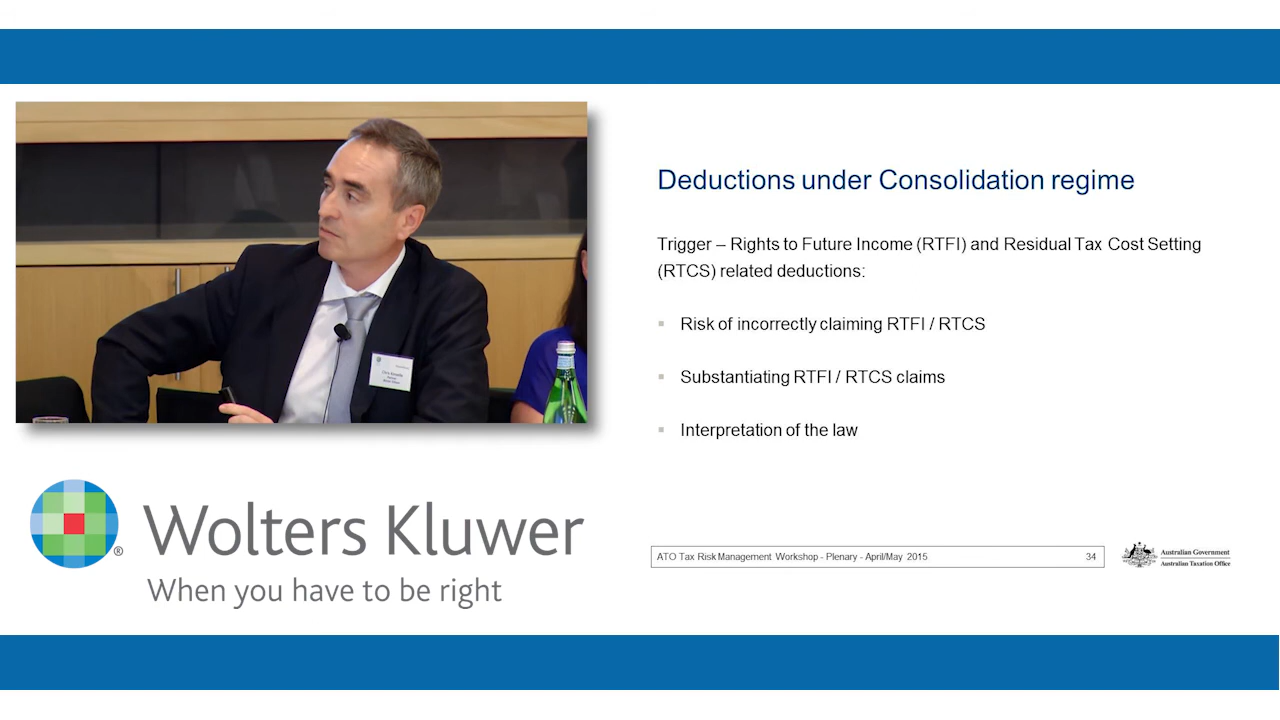 Deductions under Consolidation regime
Trigger – Rights to Future Income (RTFI) and Residual Tax Cost Setting
(RTCS) related deductions:
Risk of incorrectly claiming RTFI / RTCS
Substantiating RTFI / RTCS claims
Interpretation of the law
Wolters Kluwer
®
When you have to be right
ATO Tax Risk Management Workshop - Plenary - April/May 2015
34
Australian Government
Australian Taxation Office